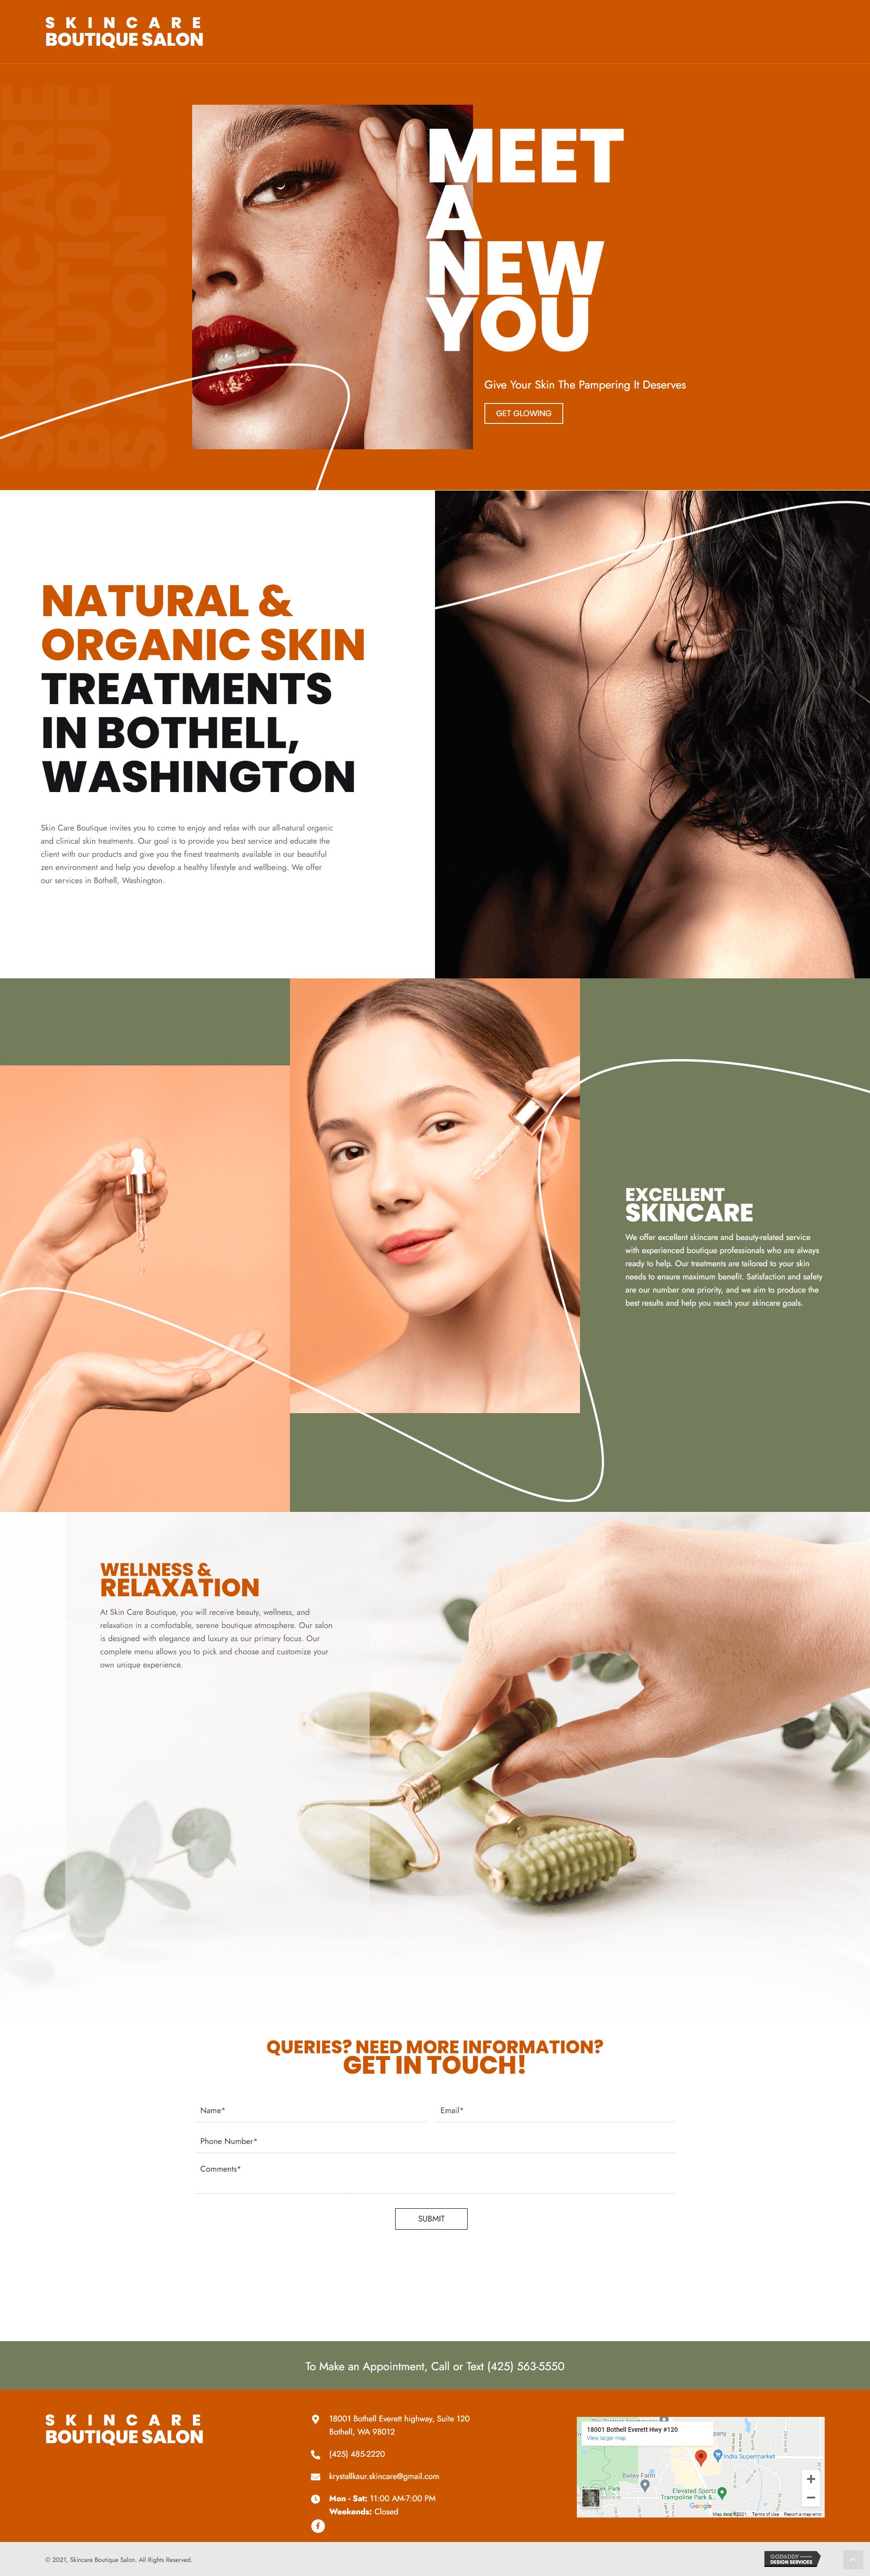 SKINCARE
BOUTIQUE SALON
SKINCARE
BOUTIQUE
SALON
MEET
A
NEW
YOU
Give Your Skin The Pampering It Deserves
GET GLOWING
NATURAL &
ORGANIC SKIN
TREATMENTS
IN BOTHELL,
WASHINGTON
Skin Care Boutique invites you to come to enjoy and relax with our all-natural organic
and clinical skin treatments. Our goal is to provide you best service and educate the
client with our products and give you the finest treatments available in our beautiful
zen environment and help you develop a healthy lifestyle and wellbeing. We offer
our services in Bothell, Washington.
EXCELLENT
SKINCARE
We offer excellent skincare and beauty-related service
with experienced boutique professionals who are always
ready to help. Our treatments are tailored to your skin
needs to ensure maximum benefit. Satisfaction and safety
are our number one priority, and we aim to produce the
best results and help you reach your skincare goals.
WELLNESS &
RELAXATION
At Skin Care Boutique, you will receive beauty, wellness, and
relaxation in a comfortable, serene boutique atmosphere. Our salon
is designed with elegance and luxury as our primary focus. Our
complete menu allows you to pick and choose and customize your
own unique experience.
QUERIES? NEED MORE INFORMATION?
GET IN TOUCH!
Name*
Email*
Phone Number*
Comments*
SUBMIT
To Make an Appointment, Call or Text (425) 563-5550
SKINCARE
BOUTIQUE SALON
18001 Bothell Everett highway, Suite 120
Bothell, WA 98012
(425) 485-2220
krystallkaur.skincare@gmail.com
Mon - Sat: 11:00 AM-7:00 PM
Weekends: Closed
18001 Bothell Everett Hwy #120
View larger map
India Supermarket
Bailey Farm
Creek Park
Elevated Sportz
Trampoline Park &...
Google
Map data ©2021
Terms of Use
Report a map error
© 2021, Skincare Boutique Salon. All Rights Reserved.
GODADDY
DESIGN SERVICES